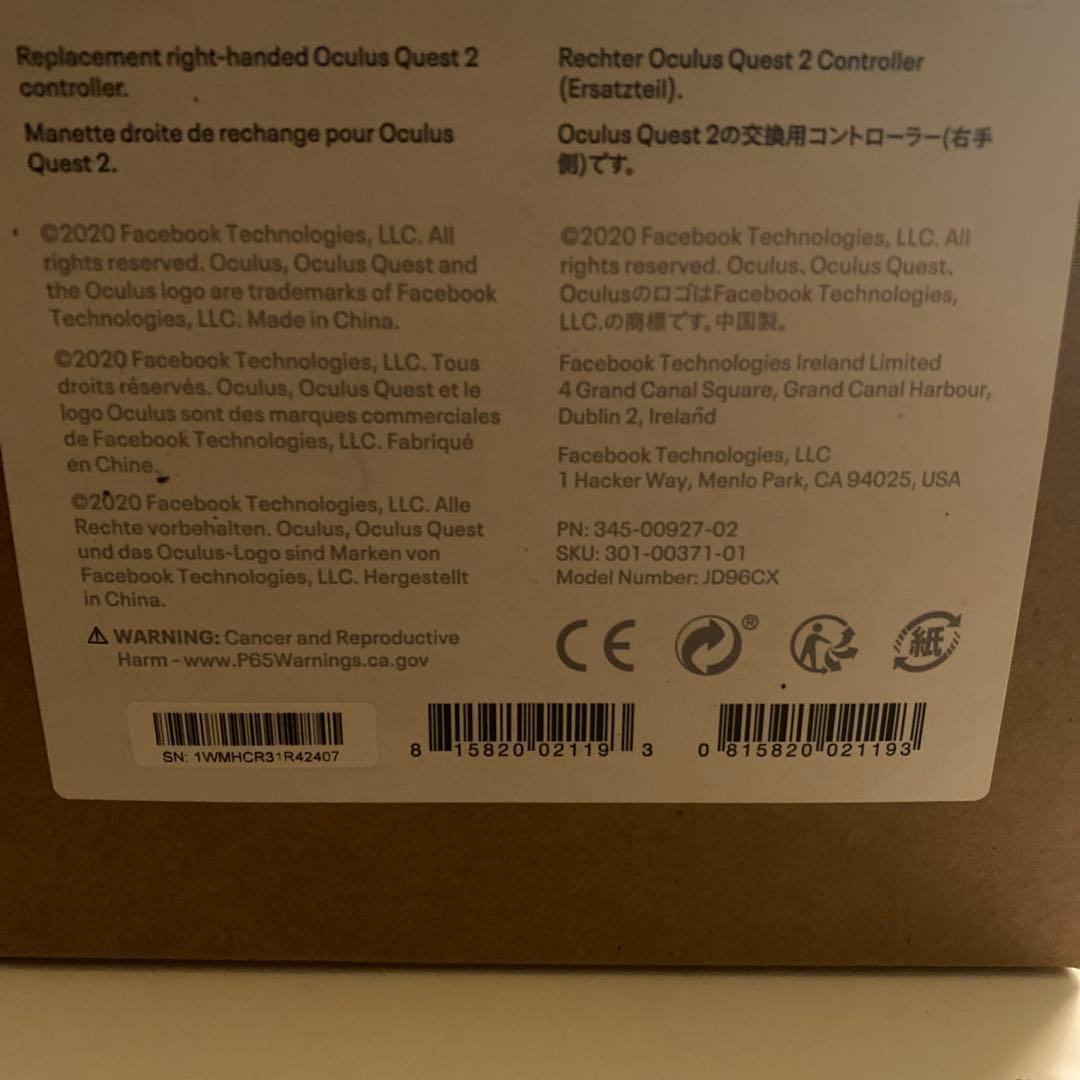 Replacement right-handed Oculus Quest 2
controller.
Manette droite de rechange pour Oculus
Quest 2.
©2020 Facebook Technologies, LLC. All
rights reserved. Oculus, Oculus Quest and
the Oculus logo are trademarks of Facebook
Technologies, LLC. Made in China.
©2020 Facebook Technologies, LLC. Tous
droits réservés. Oculus, Oculus Quest et le
logo Oculus sont des marques commerciales
de Facebook Technologies, LLC. Fabriqué
en Chine.
©2020 Facebook Technologies, LLC. Alle
Rechte vorbehalten. Oculus, Oculus Quest
und das Oculus-Logo sind Marken von
Facebook Technologies, LLC. Hergestellt
in China.
⚠ WARNING: Cancer and Reproductive
Harm - www.P65Warnings.ca.gov
Rechter Oculus Quest 2 Controller
(Ersatzteil).
Oculus Quest 2の交換用コントローラー(右手
側)です。
©2020 Facebook Technologies, LLC. All
rights reserved. Oculus、Oculus Quest、
OculusのロゴはFacebook Technologies,
LLC.の商標です。中国製。
Facebook Technologies Ireland Limited
4 Grand Canal Square, Grand Canal Harbour,
Dublin 2, Ireland
Facebook Technologies, LLC
1 Hacker Way, Menlo Park, CA 94025, USA
PN: 345-00927-02
SKU: 301-00371-01
Model Number: JD96CX
CE ® 紙
SN: 1WMHCR31R42407
8 15820 02119 3
0 815820 021193